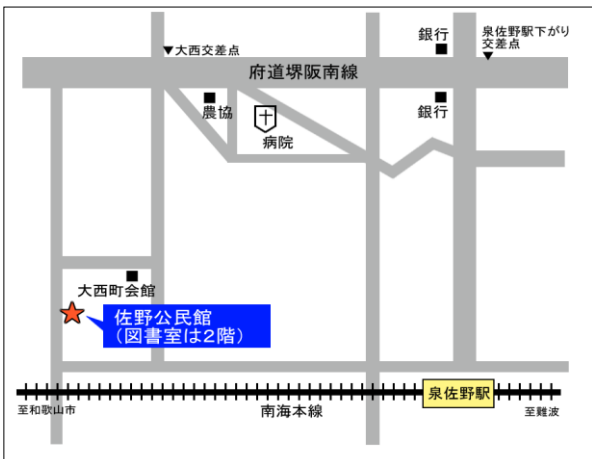 銀行
泉佐野駅下がり
交差点
▼大西交差点
▼
府道堺阪南線
農協
銀行
病院
大西町会館
佐野公民館
(図書室は2階)
泉佐野駅
至和歌山市
南海本線
至難波